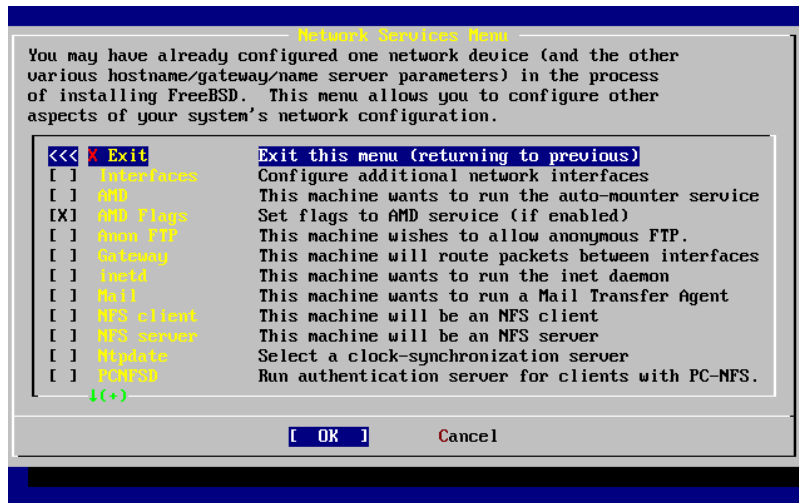 Network Services Menu
You may have already configured one network device (and the other
various hostname/gateway/name server parameters) in the process
of installing FreeBSD.  This menu allows you to configure other
aspects of your system's network configuration.
<<< X Exit Exit this menu (returning to previous)
[ ] Interfaces Configure additional network interfaces
[ ] AMD This machine wants to run the auto-mounter service
[X] AMD Flags Set flags to AMD service (if enabled)
[ ] Anon FTP This machine wishes to allow anonymous FTP.
[ ] Gateway This machine will route packets between interfaces
[ ] inetd This machine wants to run the inet daemon
[ ] Mail This machine wants to run a Mail Transfer Agent
[ ] NFS client This machine will be an NFS client
[ ] NFS server This machine will be an NFS server
[ ] Ntpdate Select a clock-synchronization server
[ ] PCNFSD Run authentication server for clients with PC-NFS.
↓(+)
[ OK ] Cancel